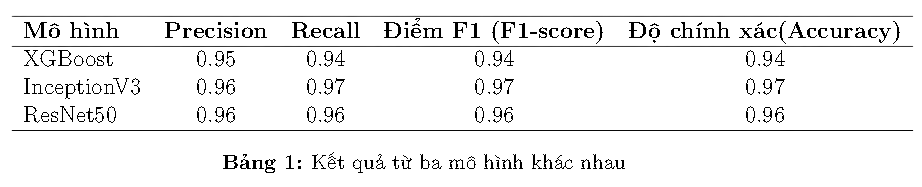 Mô hình Precision Recall Điểm F1 (F1-score) Độ chính xác(Accuracy)
XGBoost 0.95 0.94 0.94 0.94
InceptionV3 0.96 0.97 0.97 0.97
ResNet50 0.96 0.96 0.96 0.96
Bảng 1: Kết quả từ ba mô hình khác nhau